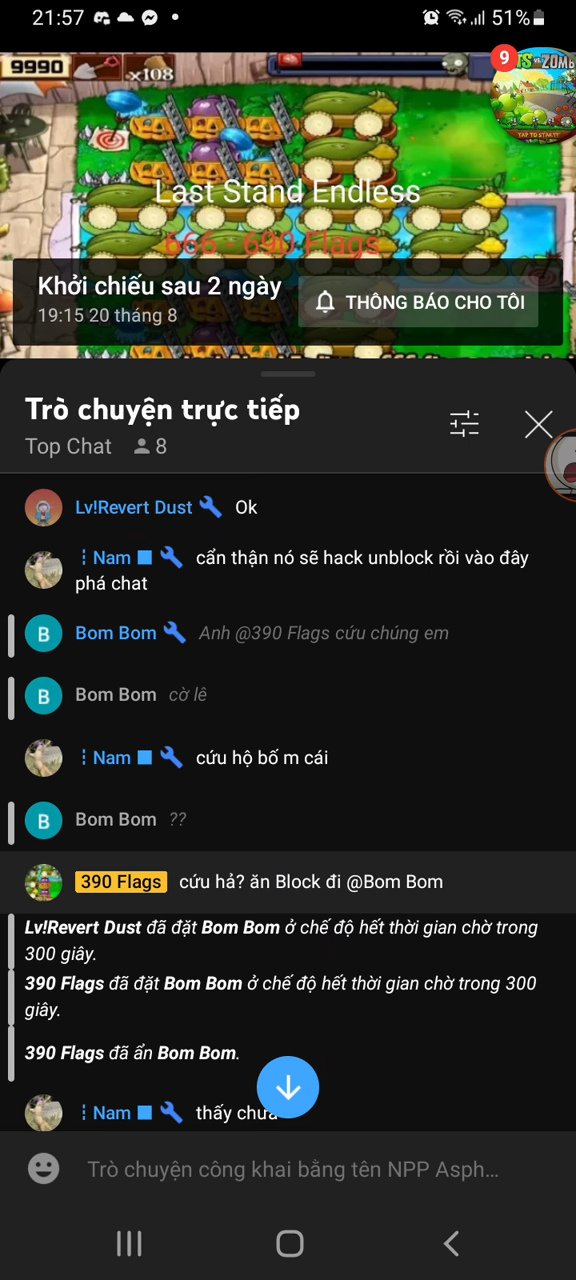 21:57
51%
9990
x108
9
TS vs. ZOMB
TAP TO START!
Last Stand Endless
666 - 690 Flags
Khởi chiếu sau 2 ngày
19:15 20 tháng 8
THÔNG BÁO CHO TÔI
Trò chuyện trực tiếp
Top Chat 8
Lv!Revert Dust Ok
┊Nam cẩn thận nó sẽ hack unblock rồi vào đây
phá chat
B Bom Bom Anh @390 Flags cứu chúng em
B Bom Bom cờ lê
┊Nam cứu hộ bố m cái
B Bom Bom ??
390 Flags cứu hả? ăn Block đi @Bom Bom
Lv!Revert Dust đã đặt Bom Bom ở chế độ hết thời gian chờ trong
300 giây.
390 Flags đã đặt Bom Bom ở chế độ hết thời gian chờ trong 300
giây.
390 Flags đã ẩn Bom Bom.
┊Nam thấy chưa
Trò chuyện công khai bằng tên NPP Asph...